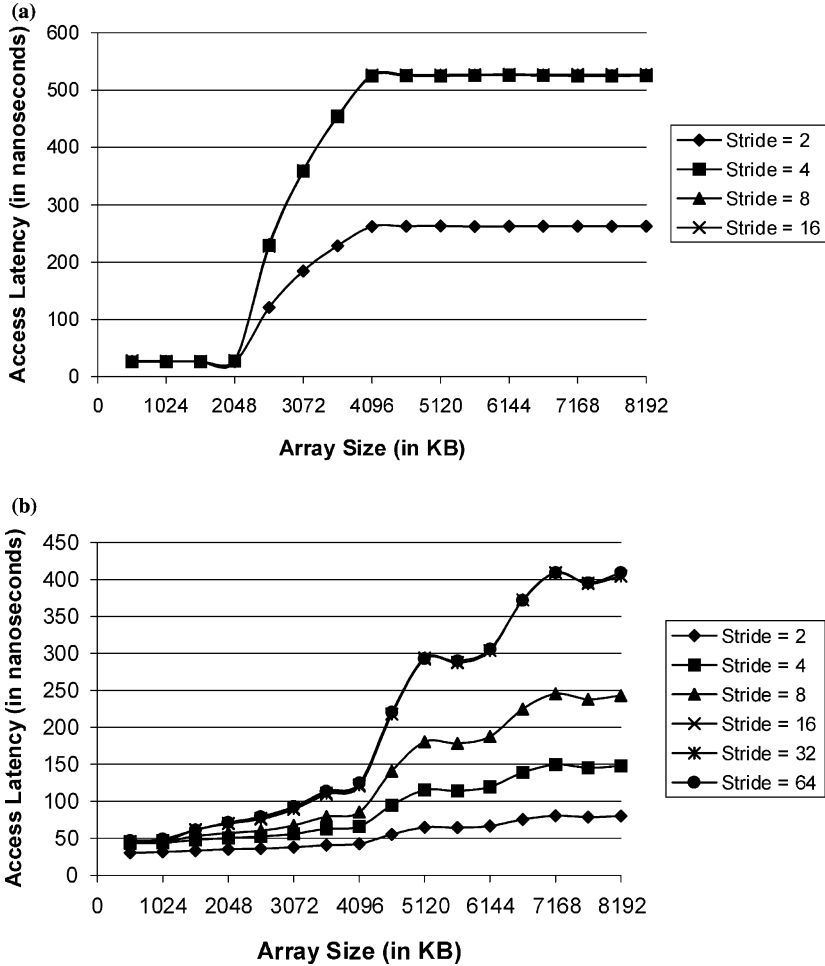 (a)
600
500
400
300
200
100
0
Access Latency (in nanoseconds)
0 1024 2048 3072 4096 5120 6144 7168 8192
Array Size (in KB)
Stride = 2
Stride = 4
Stride = 8
Stride = 16
(b)
450
400
350
300
250
200
150
100
50
0
Access Latency (in nanoseconds)
0 1024 2048 3072 4096 5120 6144 7168 8192
Array Size (in KB)
Stride = 2
Stride = 4
Stride = 8
Stride = 16
Stride = 32
Stride = 64